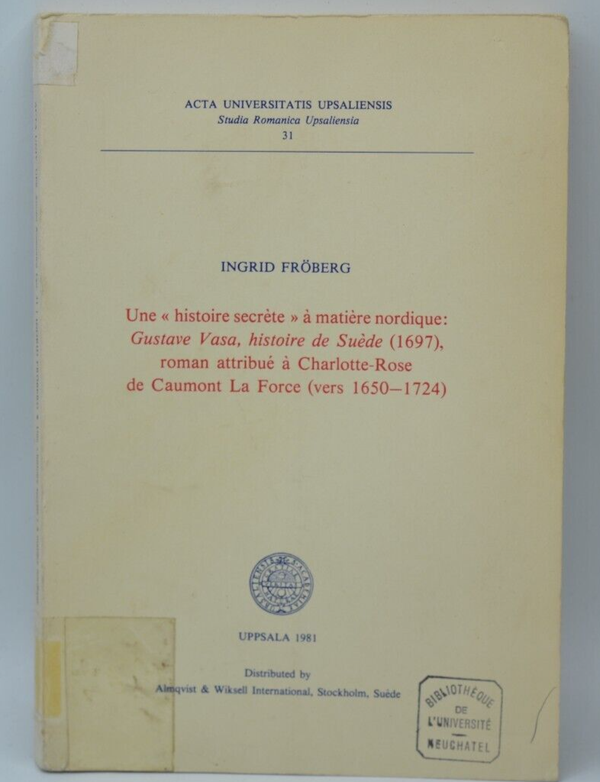 ACTA UNIVERSITATIS UPSALIENSIS
Studia Romanica Upsaliensia
31
INGRID FRÖBERG
Une « histoire secrète » à matière nordique:
Gustave Vasa, histoire de Suède (1697),
roman attribué à Charlotte-Rose
de Caumont La Force (vers 1650—1724)
UPPSALA 1981
Distributed by
Almqvist & Wiksell International, Stockholm, Suède
BIBLIOTHÈQUE
DE
L'UNIVERSITÉ
NEUCHATEL